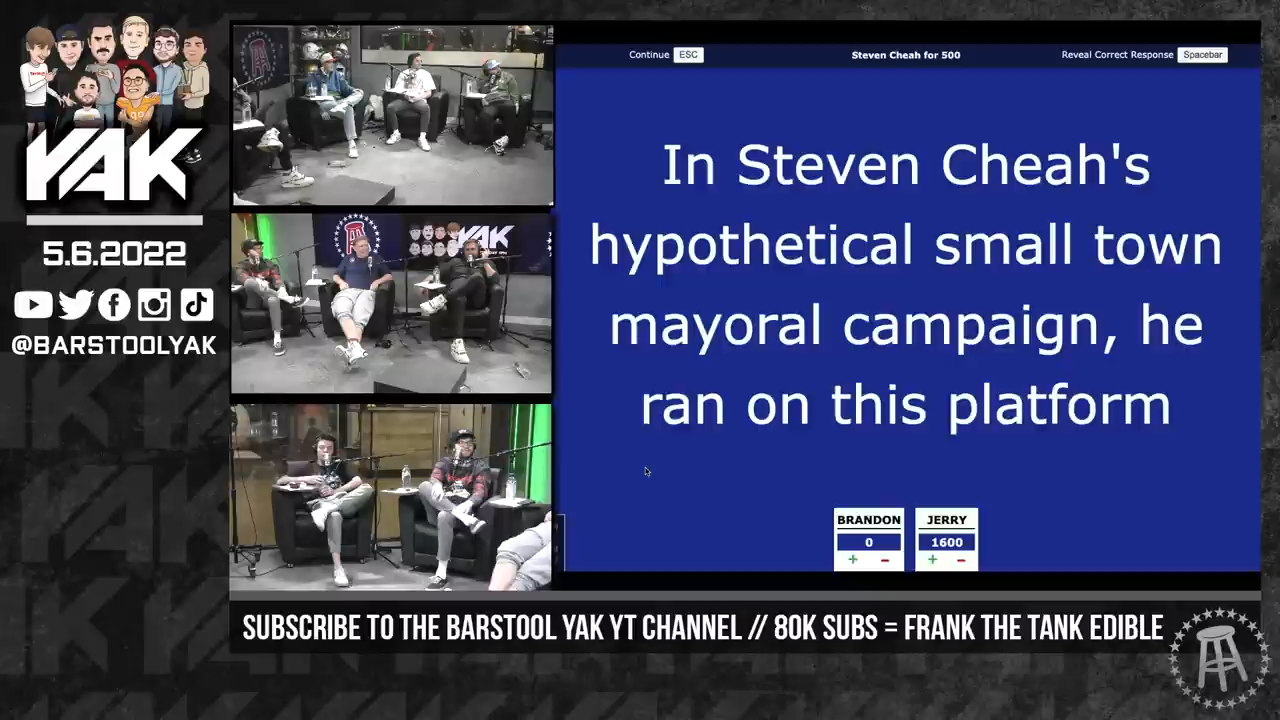 YAK
5.6.2022
@BARSTOOLYAK
YAK
Continue ESC
Steven Cheah for 500
Reveal Correct Response Spacebar
In Steven Cheah's
hypothetical small town
mayoral campaign, he
ran on this platform
BRANDON
0
+ −
JERRY
1600
+ −
SUBSCRIBE TO THE BARSTOOL YAK YT CHANNEL // 80K SUBS = FRANK THE TANK EDIBLE